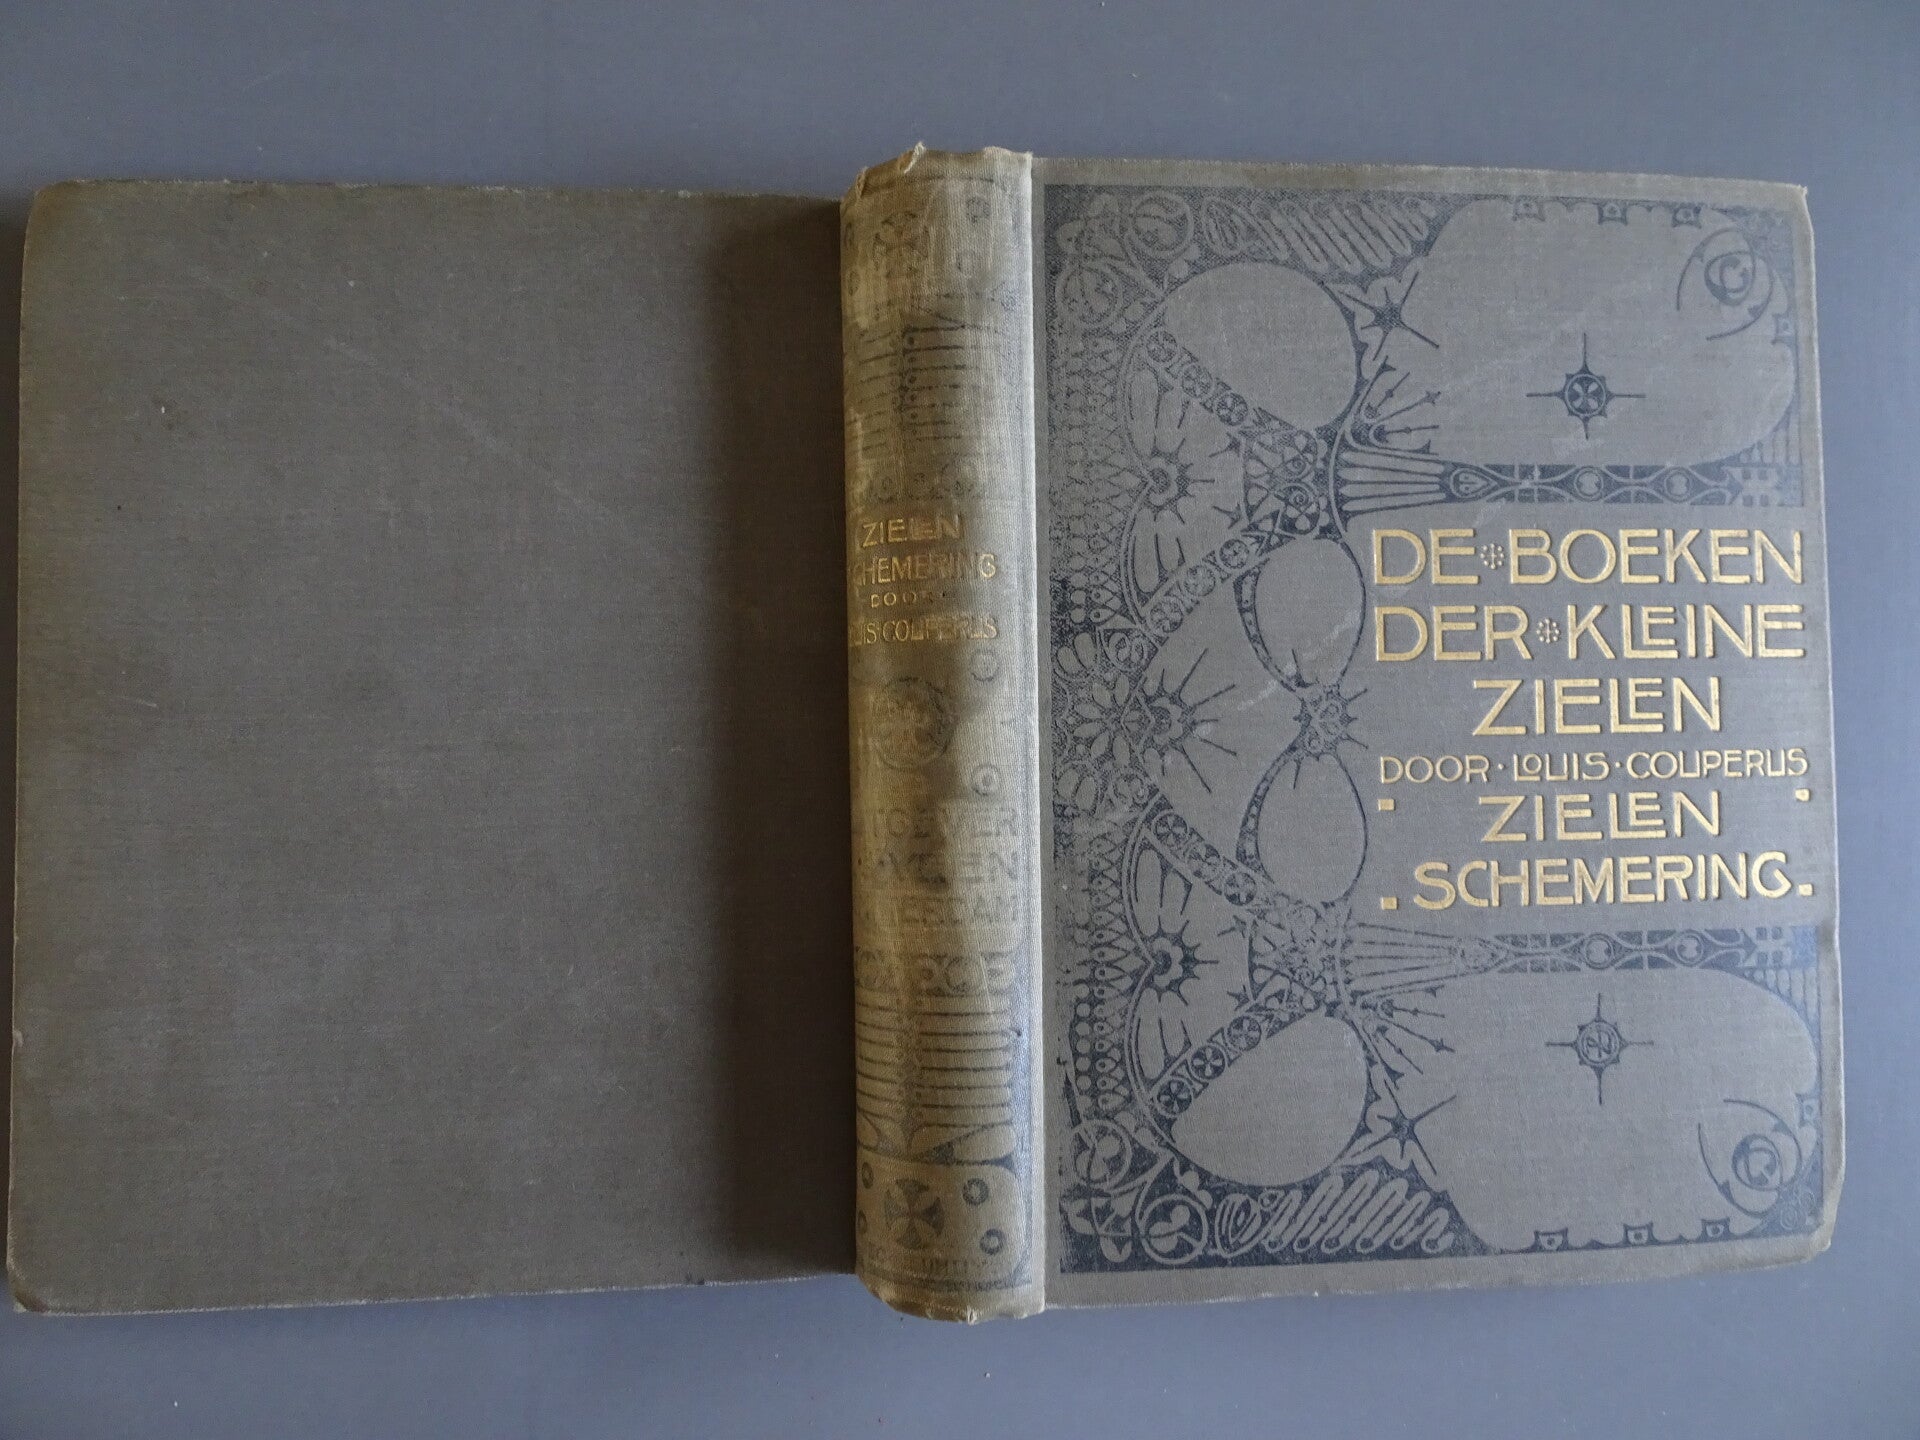 ZIELEN
SCHEMERING
DOOR
LOUIS COUPERUS
DE BOEKEN
DER KLEINE
ZIELEN
DOOR · LOUIS · COUPERUS
ZIELEN
SCHEMERING